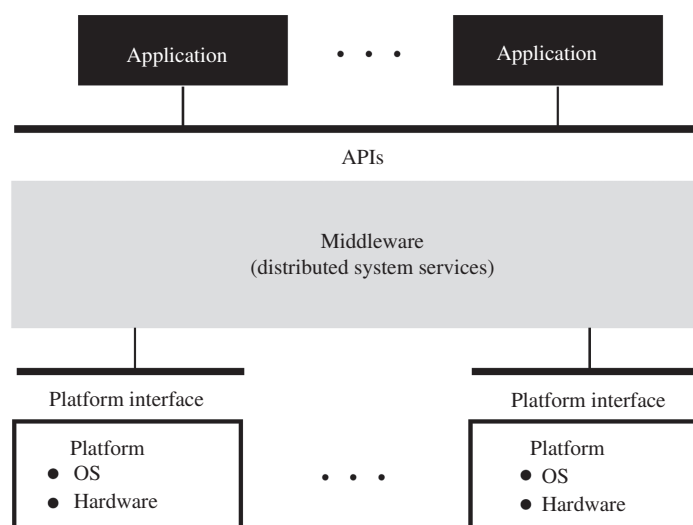 Application • • • Application
APIs
Middleware
(distributed system services)
Platform interface Platform interface
Platform Platform
• OS • OS
• • •
• Hardware • Hardware